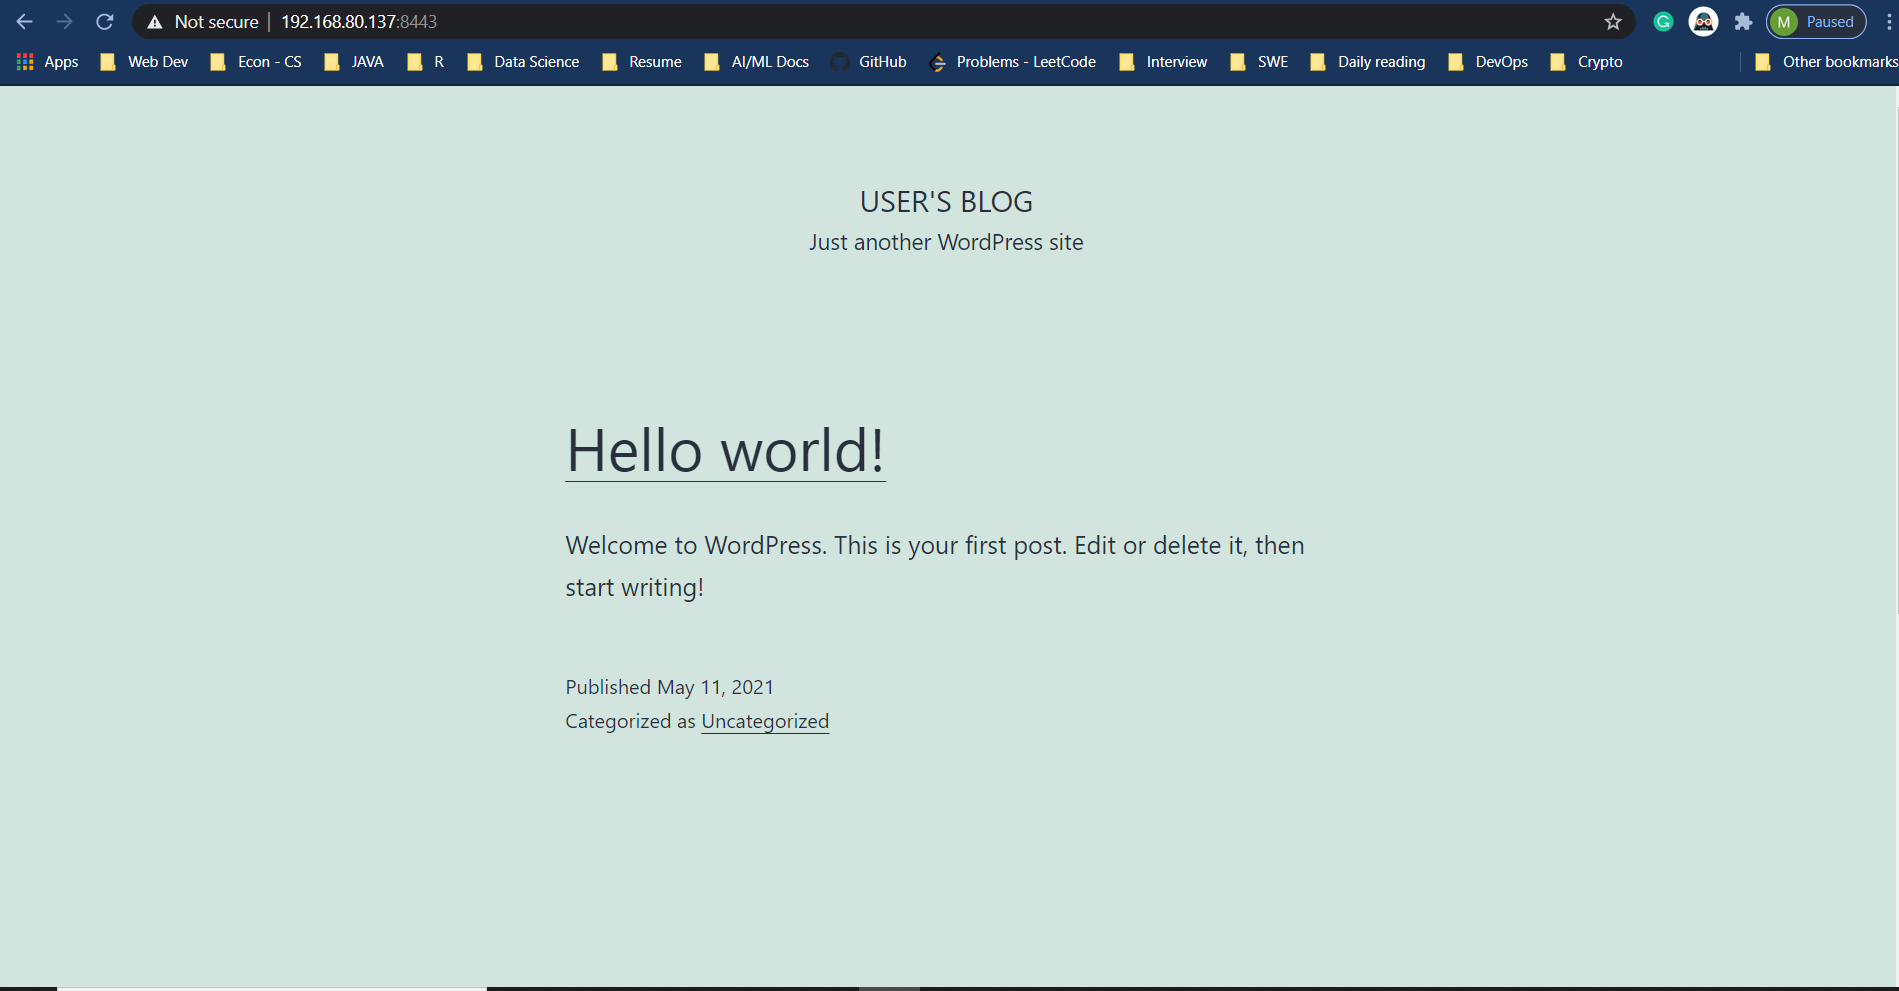 Not secure | 192.168.80.137:8443
M Paused
Apps Web Dev Econ - CS JAVA R Data Science Resume AI/ML Docs GitHub Problems - LeetCode Interview SWE Daily reading DevOps Crypto Other bookmarks
USER'S BLOG
Just another WordPress site
Hello world!
Welcome to WordPress. This is your first post. Edit or delete it, then
start writing!
Published May 11, 2021
Categorized as Uncategorized